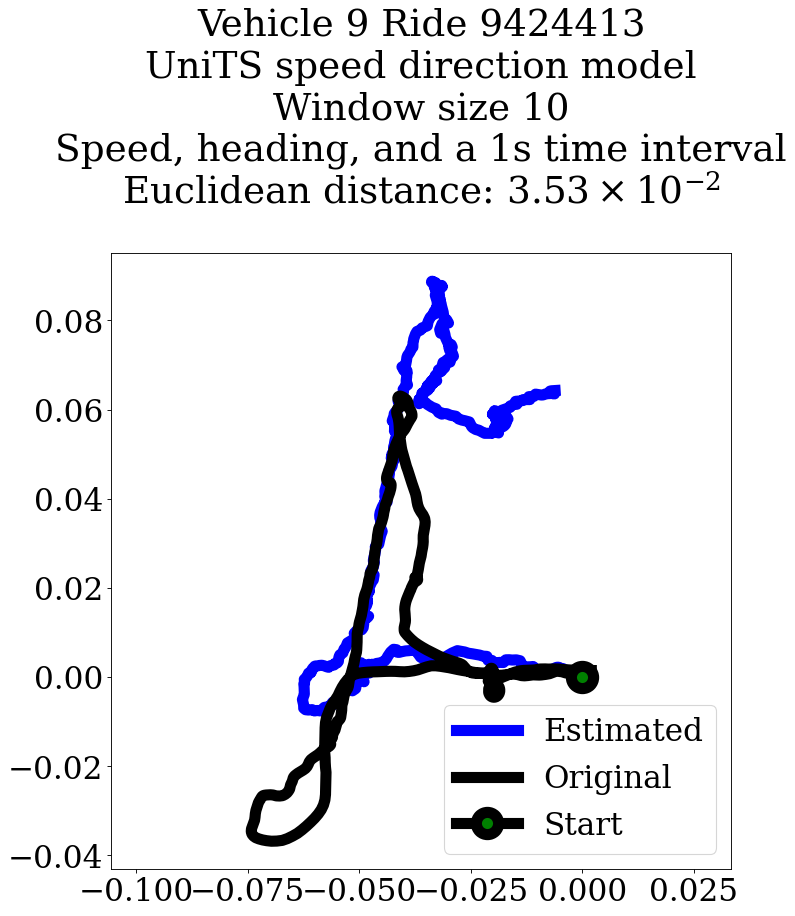 Vehicle 9 Ride 9424413
UniTS speed direction model
Window size 10
Speed, heading, and a 1s time interval
Euclidean distance: 3.53 × 10⁻²
0.08
0.06
0.04
0.02
0.00
−0.02
−0.04
Estimated
Original
Start
−0.100 −0.075 −0.050 −0.025 0.000 0.025